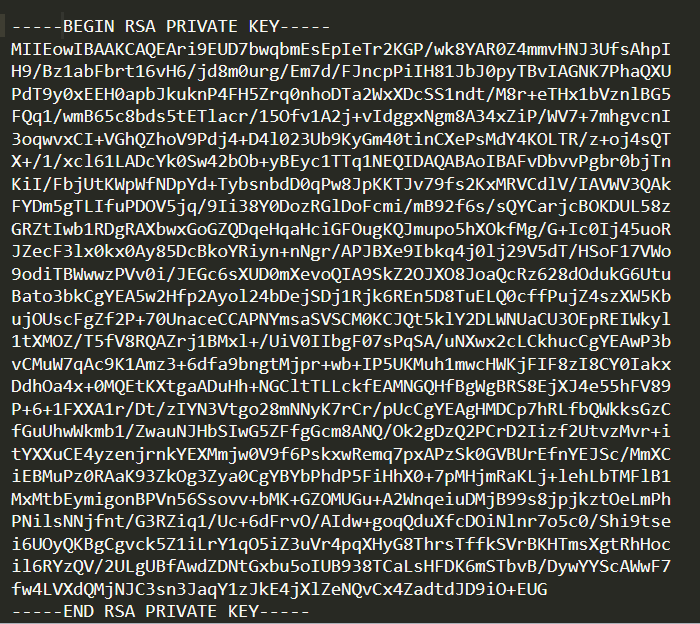 -----BEGIN RSA PRIVATE KEY-----
MIIEowIBAAKCAQEAri9EUD7bwqbmEsEpIeTr2KGP/wk8YAR0Z4mmvHNJ3UfsAhpI
H9/Bz1abFbrt16vH6/jd8m0urg/Em7d/FJncpPiIH81JbJ0pyTBvIAGNK7PhaQXU
PdT9y0xEEH0apbJkuknP4FH5Zrq0nhoDTa2WxXDcSS1ndt/M8r+eTHx1bVznlBG5
FQq1/wmB65c8bds5tETlacr/15Ofv1A2j+vIdggxNgm8A34xZiP/WV7+7mhgvcnI
3oqwvxCI+VGhQZhoV9Pdj4+D4l023Ub9KyGm40tinCXePsMdY4KOLTR/z+oj4sQT
X+/1/xcl61LADcYk0Sw42bOb+yBEyc1TTq1NEQIDAQABAoIBAFvDbvvPgbr0bjTn
KiI/FbjUtKWpWfNDpYd+TybsnbdD0qPw8JpKKTJv79fs2KxMRVCdlV/IAVWV3QAk
FYDm5gTLIfuPDOV5jq/9Ii38Y0DozRGlDoFcmi/mB92f6s/sQYCarjcBOKDUL58z
GRZtIwb1RDgRAXbwxGoGZQDqeHqaHciGFOugKQJmupo5hXOkfMg/G+Ic0Ij45uoR
JZecF3lx0kx0Ay85DcBkoYRiyn+nNgr/APJBXe9Ibkq4j0lj29V5dT/HSoF17VWo
9odiTBWwwzPVv0i/JEGc6sXUD0mXevoQIA9SkZ2OJXO8JoaQcRz628dOdukG6Utu
Bato3bkCgYEA5w2Hfp2Ayol24bDejSDj1Rjk6REn5D8TuELQ0cffPujZ4szXW5Kb
ujOUscFgZf2P+70UnaceCCAPNYmsaSVSCM0KCJQt5klY2DLWNUaCU3OEpREIWkyl
1tXMOZ/T5fV8RQAZrj1BMxl+/UiV0IIbgF07sPqSA/uNXwx2cLCkhucCgYEAwP3b
vCMuW7qAc9K1Amz3+6dfa9bngtMjpr+wb+IP5UKMuh1mwcHWKjFIF8zI8CY0Iakx
DdhOa4x+0MQEtKXtgaADuHh+NGCltTLLckfEAMNGQHfBgWgBRS8EjXJ4e55hFV89
P+6+1FXXA1r/Dt/zIYN3Vtgo28mNNyK7rCr/pUcCgYEAgHMDCp7hRLfbQWkksGzC
fGuUhwWkmb1/ZwauNJHbSIwG5ZFfgGcm8ANQ/Ok2gDzQ2PCrD2Iizf2UtvzMvr+i
tYXXuCE4yzenjrnkYEXMmjw0V9f6PskxwRemq7pxAPzSk0GVBUrEfnYEJSc/MmXC
iEBMuPz0RAaK93ZkOg3Zya0CgYBYbPhdP5FiHhX0+7pMHjmRaKLj+lehLbTMFlB1
MxMtbEymigonBPVn56Ssovv+bMK+GZOMUGu+A2WnqeiuDMjB99s8jpjkztOeLmPh
PNilsNNjfnt/G3RZiq1/Uc+6dFrvO/AIdw+goqQduXfcDOiNlnr7o5c0/Shi9tse
i6UOyQKBgCgvck5Z1iLrY1qO5iZ3uVr4pqXHyG8ThrsTffkSVrBKHTmsXgtRhHoc
il6RYzQV/2ULgUBfAwdZDNtGxbu5oIUB938TCaLsHFDK6mSTbvB/DywYYScAWwF7
fw4LVXdQMjNJC3sn3JaqY1zJkE4jXlZeNQvCx4ZadtdJD9iO+EUG
-----END RSA PRIVATE KEY-----